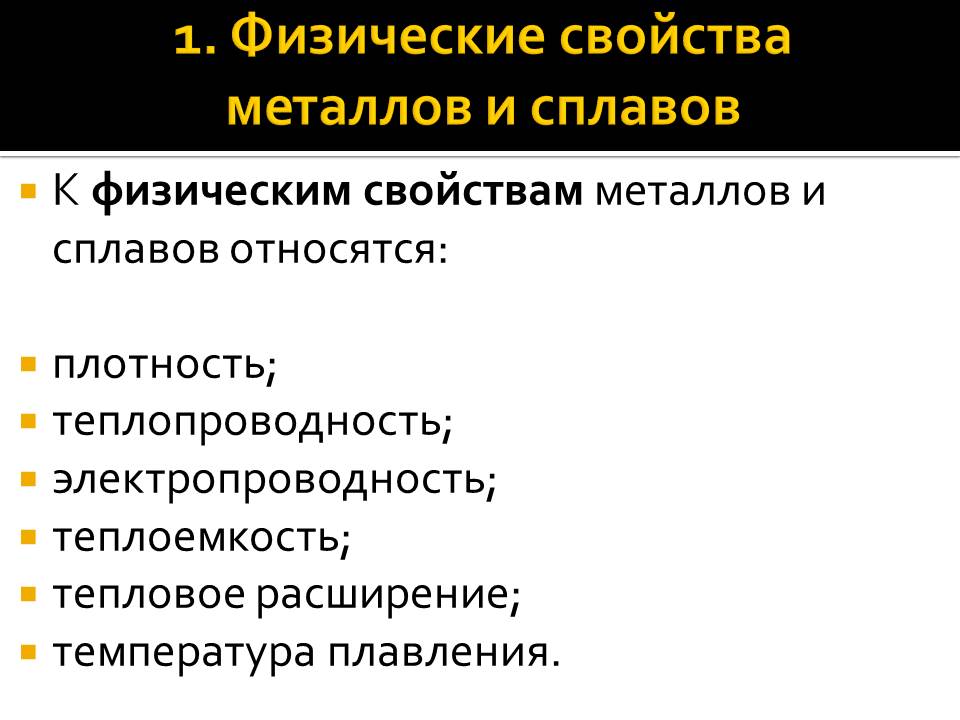 1. Физические свойства
металлов и сплавов
К физическим свойствам металлов и
сплавов относятся:
плотность;
теплопроводность;
электропроводность;
теплоемкость;
тепловое расширение;
температура плавления.